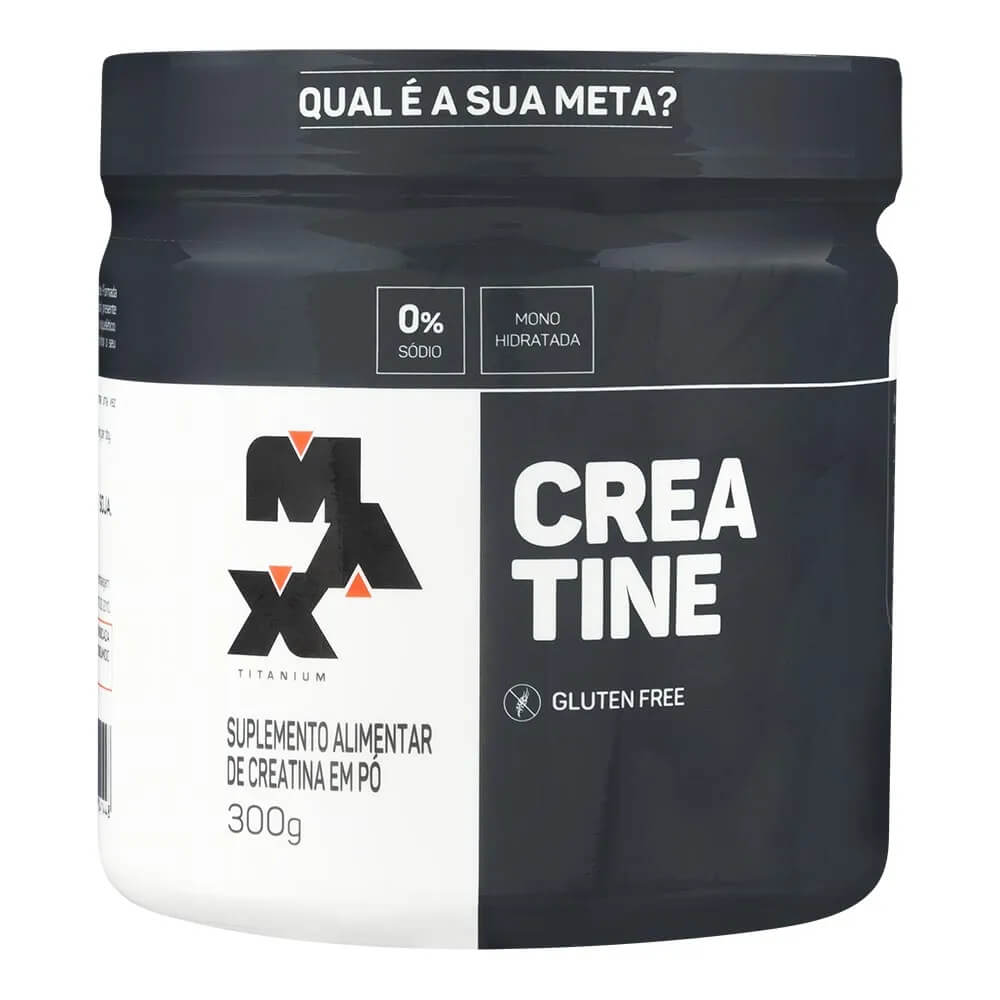 QUAL É A SUA META?
0%
SÓDIO
MONO
HIDRATADA
MAX
TITANIUM
SUPLEMENTO ALIMENTAR
DE CREATINA EM PÓ
300g
CREA
TINE
GLUTEN FREE
SOJA